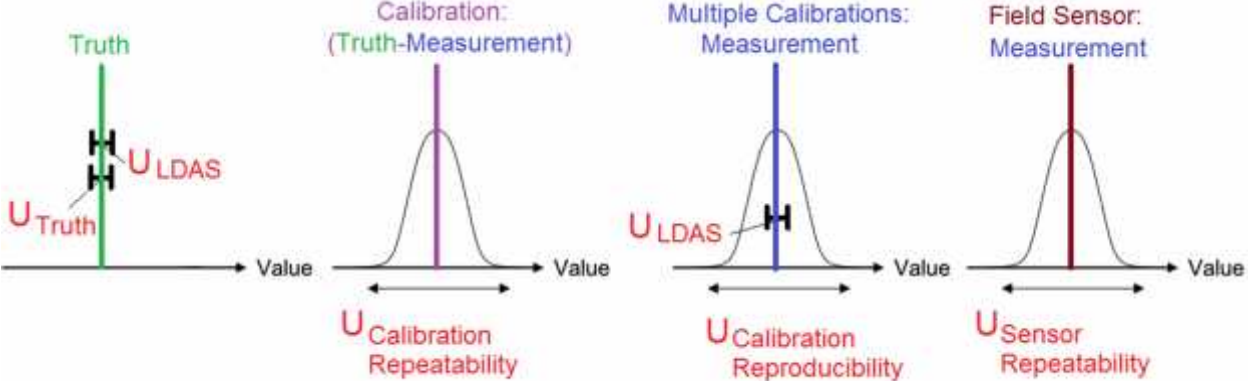 Truth
U LDAS
U Truth
Value
Calibration:
(Truth-Measurement)
Value
U Calibration
Repeatability
Multiple Calibrations:
Measurement
U LDAS
Value
U Calibration
Reproducibility
Field Sensor:
Measurement
Value
U Sensor
Repeatability